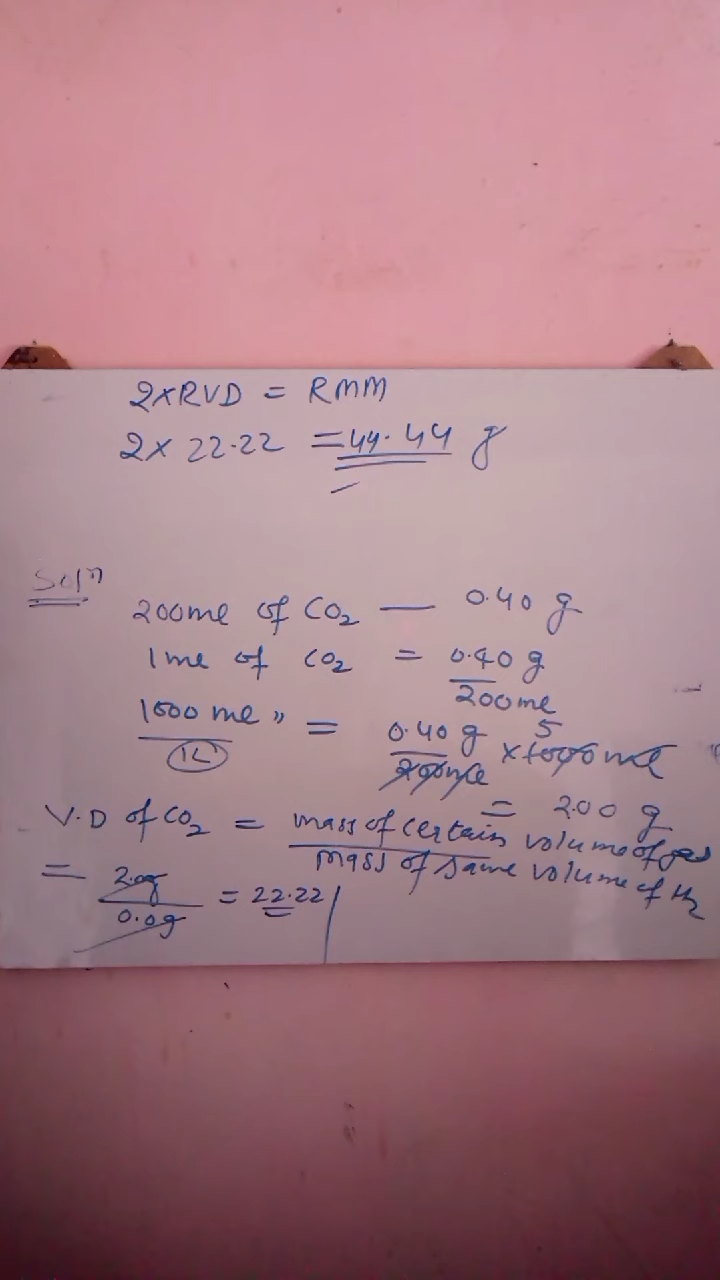 2×RVD = RMM
2× 22.22 = 44.44 g
Soln
200ml of CO₂ — 0.40 g
1ml of CO₂ = 0.40 g / 200ml
1000 ml " = 0.40 g / 200ml × 1000ml 5
(1L)
= 2.00 g
V.D of CO₂ = mass of certain volume of gas / mass of same volume of H₂
= 2.0g / 0.09 = 22.22